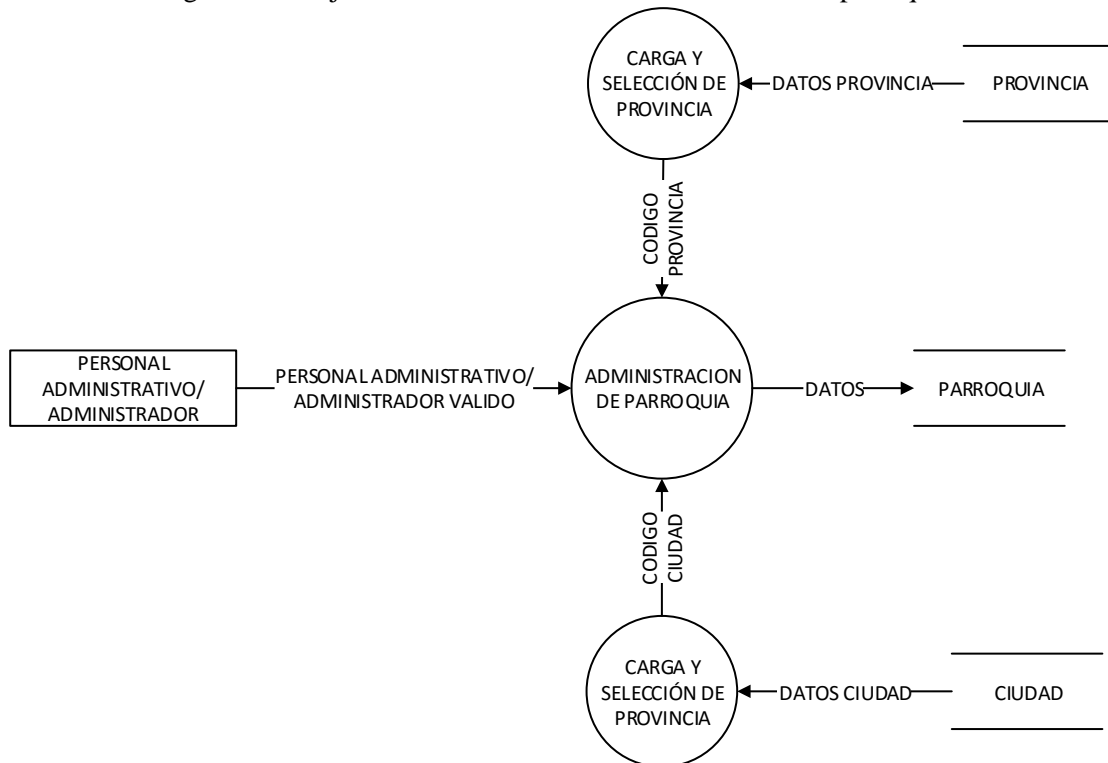 CARGA Y
SELECCIÓN DE
PROVINCIA
DATOS PROVINCIA
PROVINCIA
CODIGO
PROVINCIA
PERSONAL
ADMINISTRATIVO/
ADMINISTRADOR
PERSONAL ADMINISTRATIVO/
ADMINISTRADOR VALIDO
ADMINISTRACION
DE PARROQUIA
DATOS
PARROQUIA
CODIGO
CIUDAD
CARGA Y
SELECCIÓN DE
PROVINCIA
DATOS CIUDAD
CIUDAD